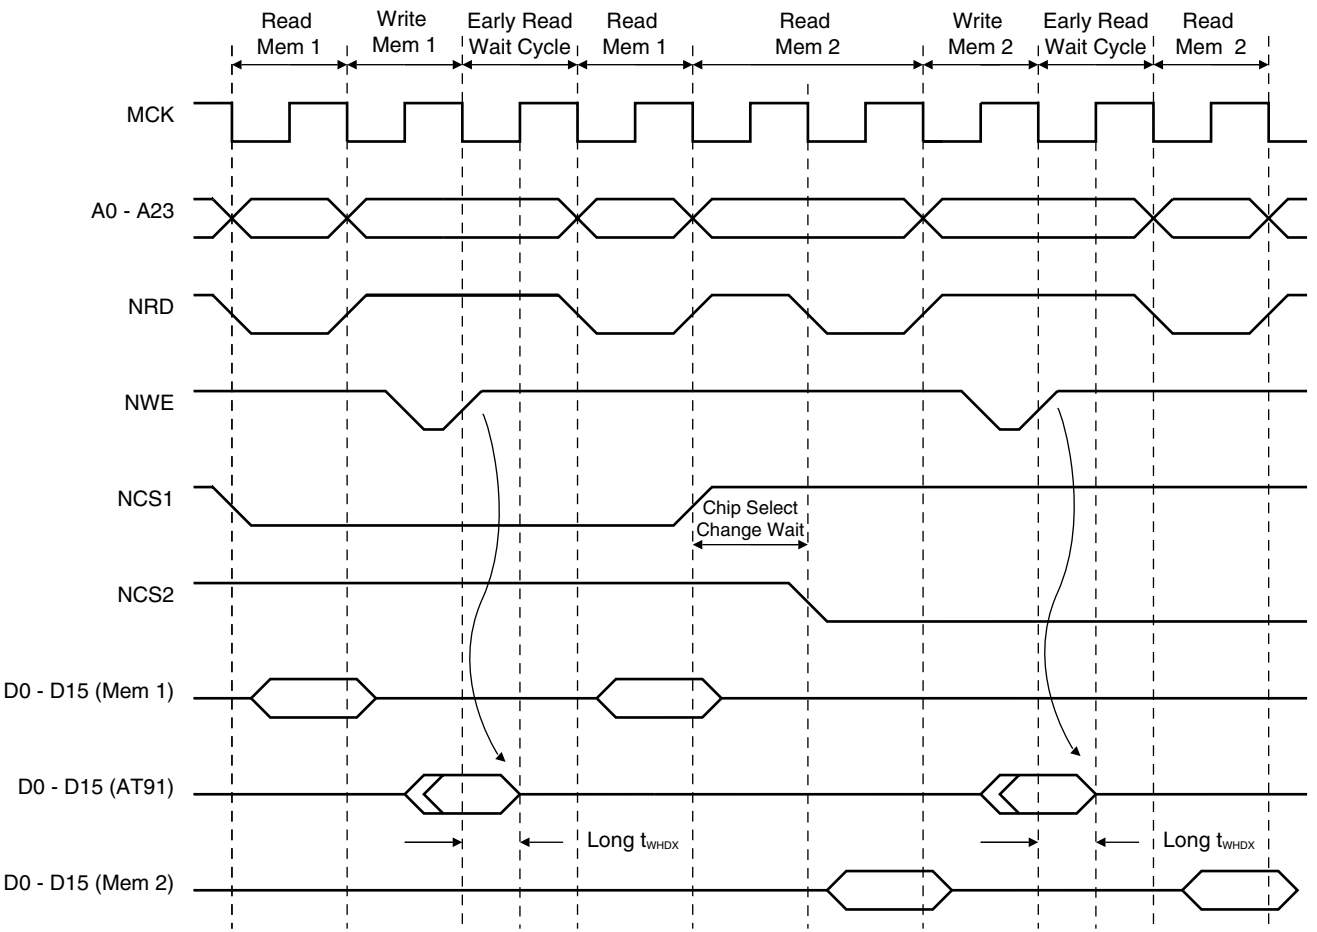 Read Write Early Read Read Read Write Early Read Read
Mem 1 Mem 1 Wait Cycle Mem 1 Mem 2 Mem 2 Wait Cycle Mem 2
MCK
A0 - A23
NRD
NWE
NCS1
Chip Select
Change Wait
NCS2
D0 - D15 (Mem 1)
D0 - D15 (AT91)
Long tWHDX Long tWHDX
D0 - D15 (Mem 2)